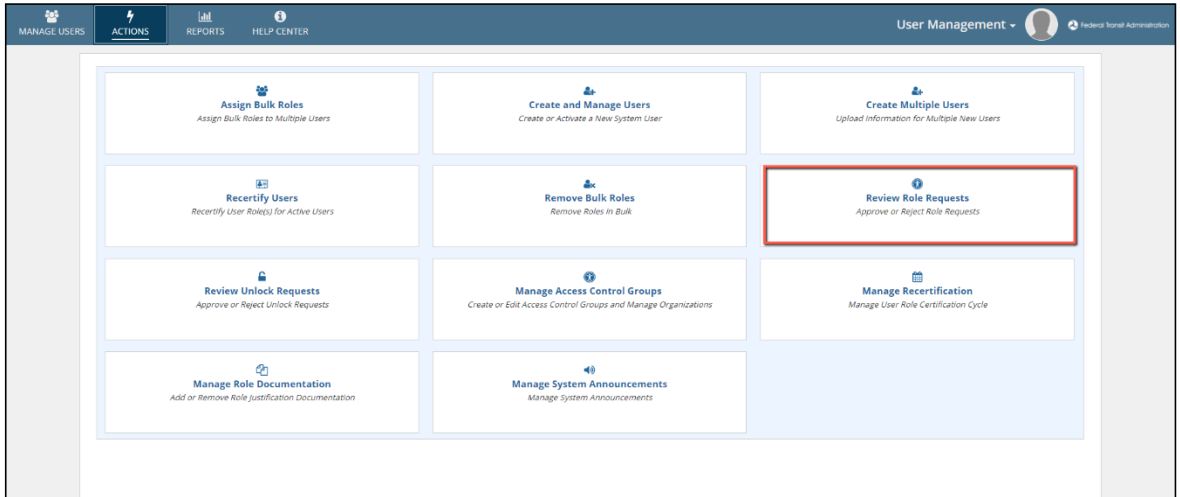 MANAGE USERS ACTIONS REPORTS HELP CENTER User Management Federal Transit Administration
Assign Bulk Roles
Assign Bulk Roles to Multiple Users
Create and Manage Users
Create or Activate a New System User
Create Multiple Users
Upload Information for Multiple New Users
Recertify Users
Recertify User Role(s) for Active Users
Remove Bulk Roles
Remove Roles in Bulk
Review Role Requests
Approve or Reject Role Requests
Review Unlock Requests
Approve or Reject Unlock Requests
Manage Access Control Groups
Create or Edit Access Control Groups and Manage Organizations
Manage Recertification
Manage User Role Certification Cycle
Manage Role Documentation
Add or Remove Role Justification Documentation
Manage System Announcements
Manage System Announcements